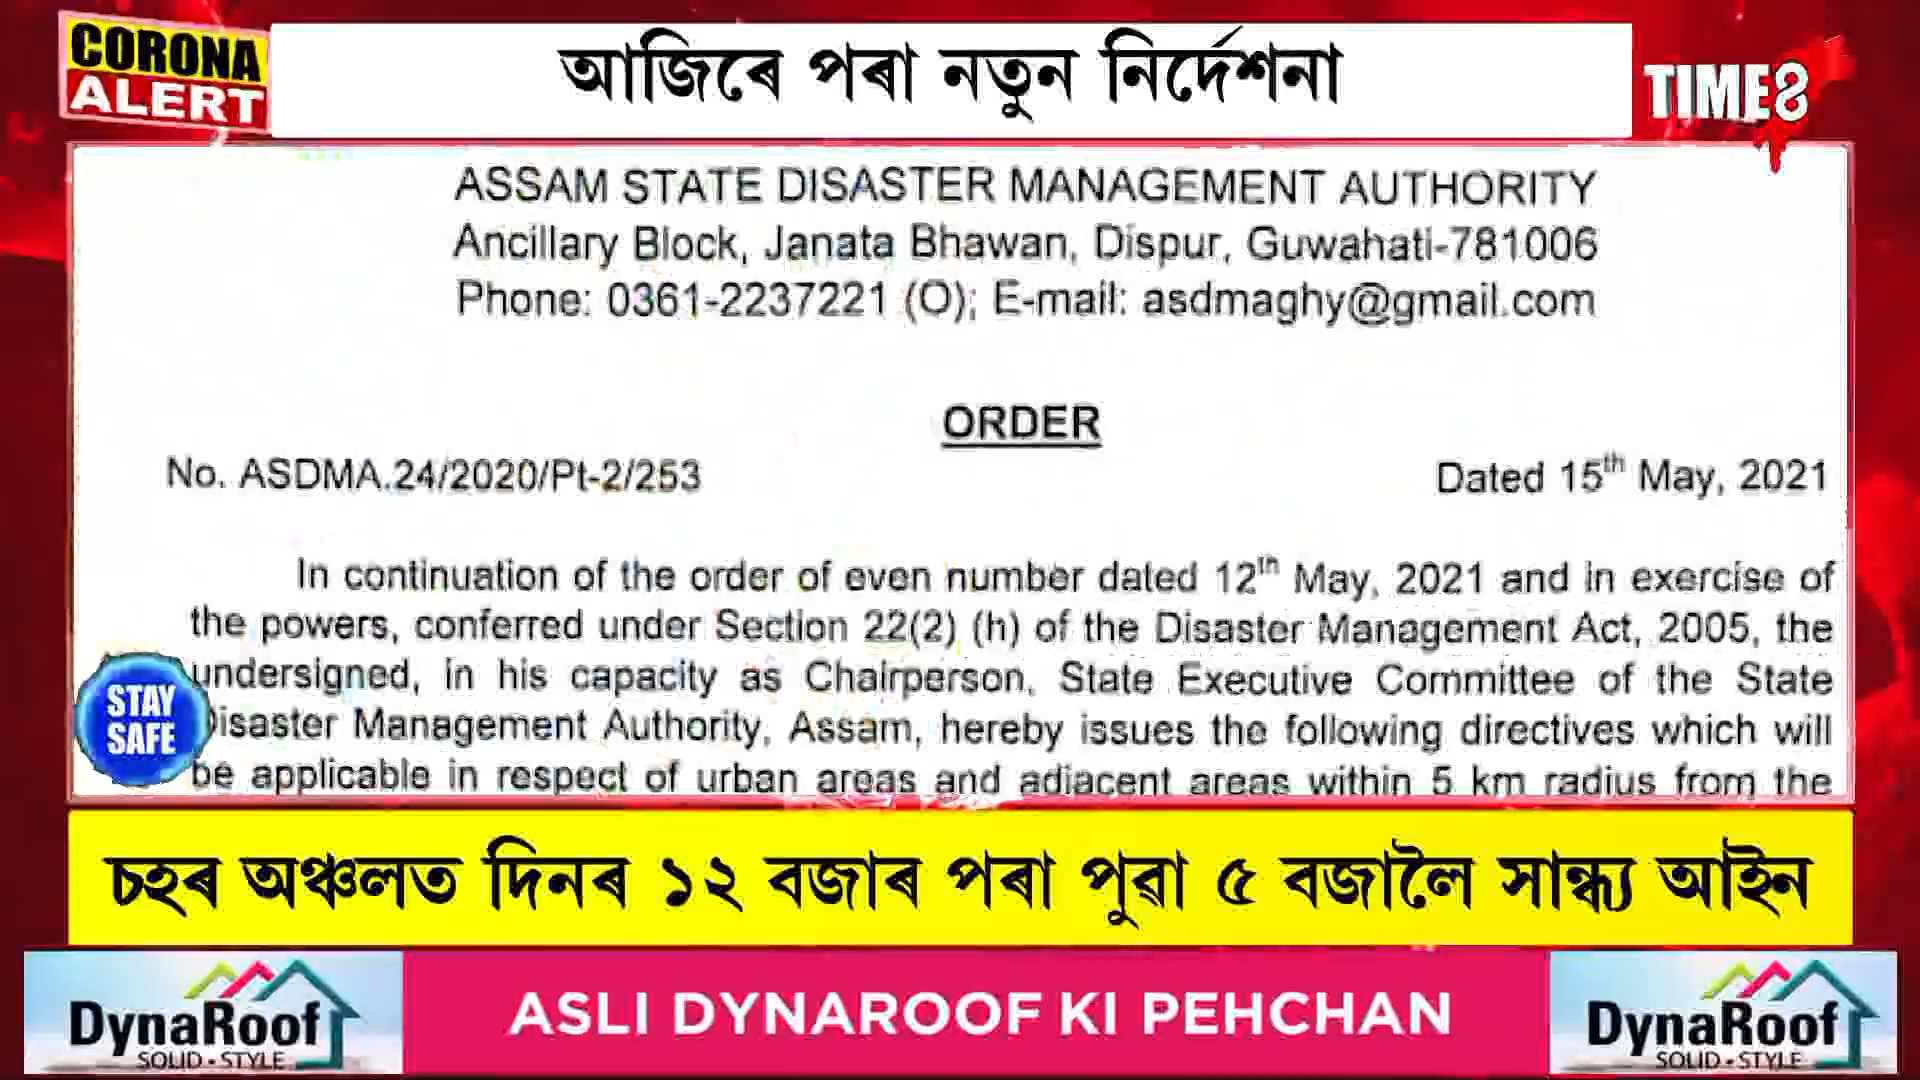 CORONA
ALERT
আজিৰে পৰা নতুন নিৰ্দেশনা
TIME8
ASSAM STATE DISASTER MANAGEMENT AUTHORITY
Ancillary Block, Janata Bhawan, Dispur, Guwahati-781006
Phone: 0361-2237221 (O); E-mail: asdmaghy@gmail.com
ORDER
No. ASDMA.24/2020/Pt-2/253
Dated 15th May, 2021
In continuation of the order of even number dated 12th May, 2021 and in exercise of
the powers, conferred under Section 22(2) (h) of the Disaster Management Act, 2005, the
undersigned, in his capacity as Chairperson, State Executive Committee of the State
Disaster Management Authority, Assam, hereby issues the following directives which will
be applicable in respect of urban areas and adjacent areas within 5 km radius from the
STAY
SAFE
চহৰ অঞ্চলত দিনৰ ১২ বজাৰ পৰা পুৱা ৫ বজালৈ সান্ধ্য আইন
DynaRoof
SOLID • STYLE
ASLI DYNAROOF KI PEHCHAN
DynaRoof
SOLID • STYLE